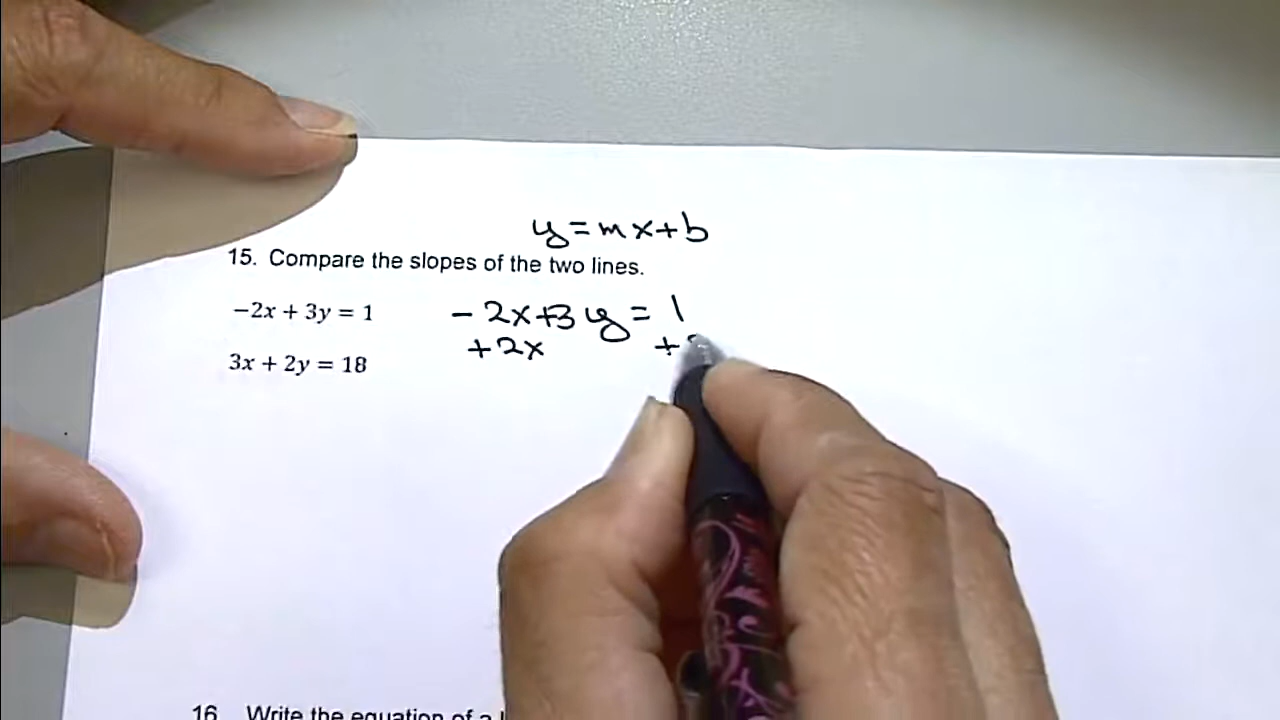 y=mx+b
15. Compare the slopes of the two lines.
−2x + 3y = 1
- 2x+3y= 1
+2x +
3x + 2y = 18
16 Write the equation of a